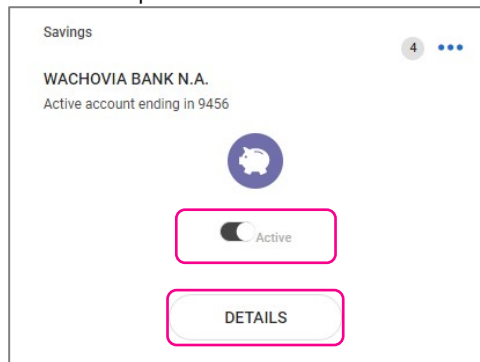 Savings
4
WACHOVIA BANK N.A.
Active account ending in 9456
Active
DETAILS